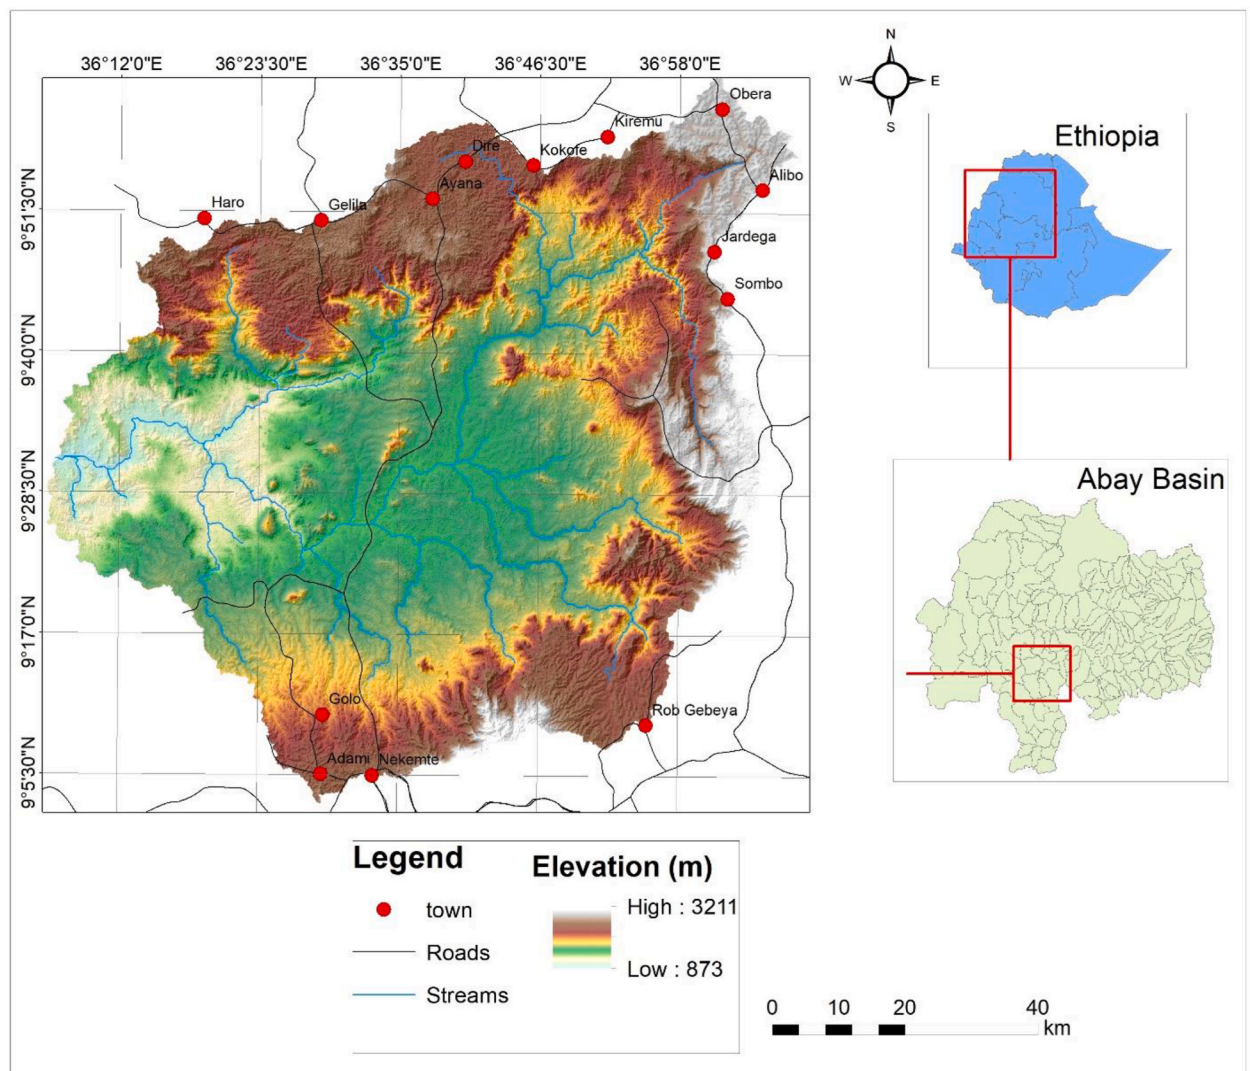 36°12'0"E 36°23'30"E 36°35'0"E 36°46'30"E 36°58'0"E
9°51'30"N
9°40'0"N
9°28'30"N
9°17'0"N
9°5'30"N
Obera
Kiremu
Dire
Kokofe
Alibo
Ayana
Haro
Gelila
Jardega
Sombo
Golo
Rob Gebeya
Adami
Nekemte
N
W E
S
Ethiopia
Abay Basin
Legend
town
Roads
Streams
Elevation (m)
High : 3211
Low : 873
0 10 20 40
km